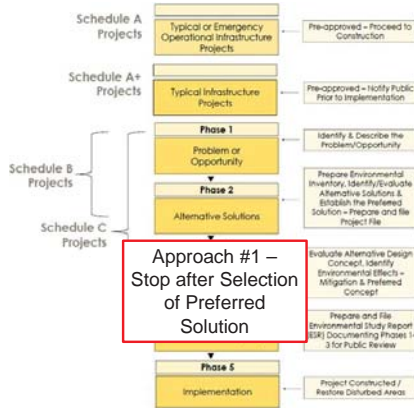 Schedule A
Projects
Typical or Emergency
Operational Infrastructure
Projects
Pre-approved – Proceed to
Construction
Schedule A+
Projects
Typical Infrastructure
Projects
Pre-approved – Notify Public
Prior to Implementation
Phase 1
Problem or
Opportunity
Identify & Describe the
Problem/Opportunity
Schedule B
Projects
Phase 2
Alternative Solutions
Prepare Environmental
Inventory, Identify/Evaluate
Alternative Solutions &
Establish the Preferred
Solution – Prepare and file
Project File
Schedule C
Projects
Approach #1 –
Stop after Selection
of Preferred
Solution
Evaluate Alternative Design
Concept, Identify
Environmental Effects –
Mitigation & Preferred
Concept
Prepare and File
Environmental Study Report
(ESR) Documenting Phases 1-
3 for Public Review
Phase 5
Implementation
Project Constructed /
Restore Disturbed Areas